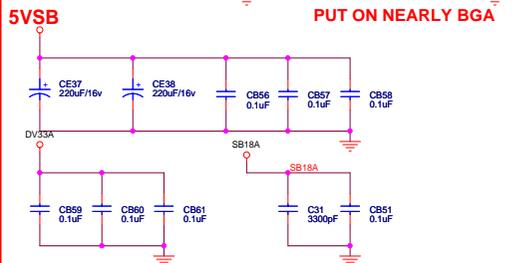 5VSB
PUT ON NEARLY BGA
+
CE37
220uF/16v
+
CE38
220uF/16v
CB56
0.1uF
CB57
0.1uF
CB58
0.1uF
DV33A
SB18A
SB18A
CB59
0.1uF
CB60
0.1uF
CB61
0.1uF
C31
3300pF
CB51
0.1uF